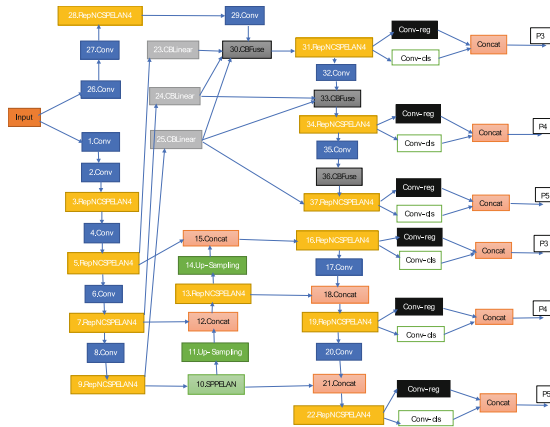 28.RepNCSPELAN4
29.Conv
27.Conv
26.Conv
Input
1.Conv
2.Conv
3.RepNCSPELAN4
4,Conv
5.RepNCSPELAN4
6,Conv
7.RepNCSPELAN4
8.Conv
9.RepNCSPELAN4
23.CBLinear
24,CBLinear
25.CBLinear
30.CBFuse
31,RepNCSPELAN4
32,Conv
33.CBFuse
34.RepNCSPELAN4
35.Conv
36.CBFuse
37.RepNCSPELAN4
15.Concat
14.Up-Sampling
13.RepNCSPELAN4
12.Concat
11.Up-Sampling
10.SPPELAN
16,RepNCSPELAN4
17.Conv
18.Concat
19,RepNCSPELAN4
20.Conv
21.Concat
22.RepNCSPELAN4
Conv-reg
Conv-cls
Concat
P3
Conv-reg
Conv-cls
Concat
P4
Conv-reg
Conv-cls
Concat
P5
Conv-reg
Conv-cls
Concat
P3
Conv-reg
Conv-cls
Concat
P4
Conv-reg
Conv-cls
Concat
P5